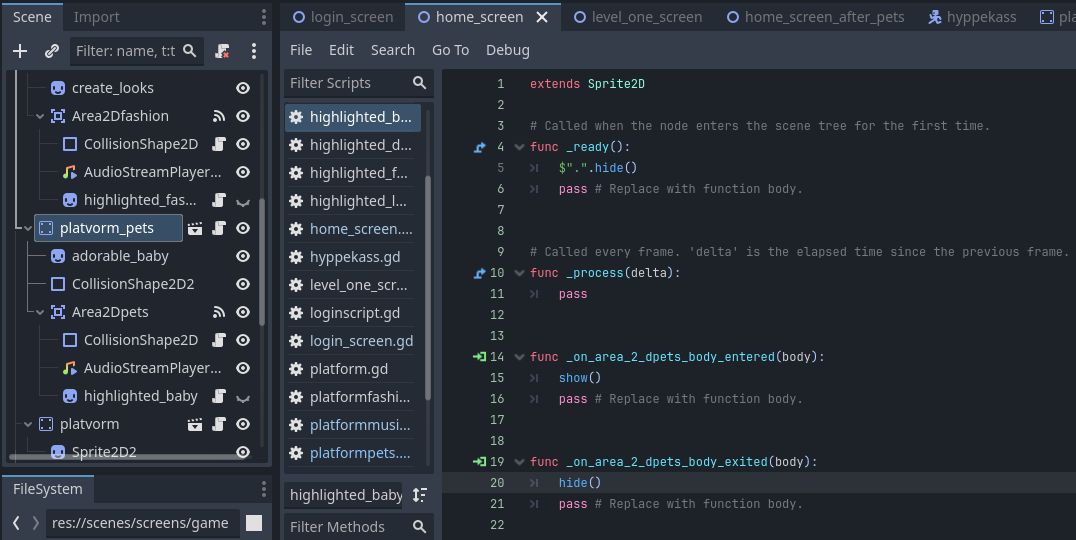 Scene Import
Filter: name, t:t
create_looks
Area2Dfashion
CollisionShape2D
AudioStreamPlayer...
highlighted_fas...
platvorm_pets
adorable_baby
CollisionShape2D2
Area2Dpets
CollisionShape2D
AudioStreamPlayer...
highlighted_baby
platvorm
Sprite2D2
FileSystem
res://scenes/screens/game
login_screen home_screen level_one_screen home_screen_after_pets hyppekass
File Edit Search Go To Debug
Filter Scripts
highlighted_b...
highlighted_d...
highlighted_f...
highlighted_l...
home_screen....
hyppekass.gd
level_one_scr...
loginscript.gd
login_screen.gd
platform.gd
platformfashi...
platformmusi...
platformpets....
highlighted_baby
Filter Methods
1 extends Sprite2D
2
3 # Called when the node enters the scene tree for the first time.
4 func _ready():
5 $".".hide()
6 pass # Replace with function body.
7
8
9 # Called every frame. 'delta' is the elapsed time since the previous frame.
10 func _process(delta):
11 pass
12
13
14 func _on_area_2_dpets_body_entered(body):
15 show()
16 pass # Replace with function body.
17
18
19 func _on_area_2_dpets_body_exited(body):
20 hide()
21 pass # Replace with function body.
22